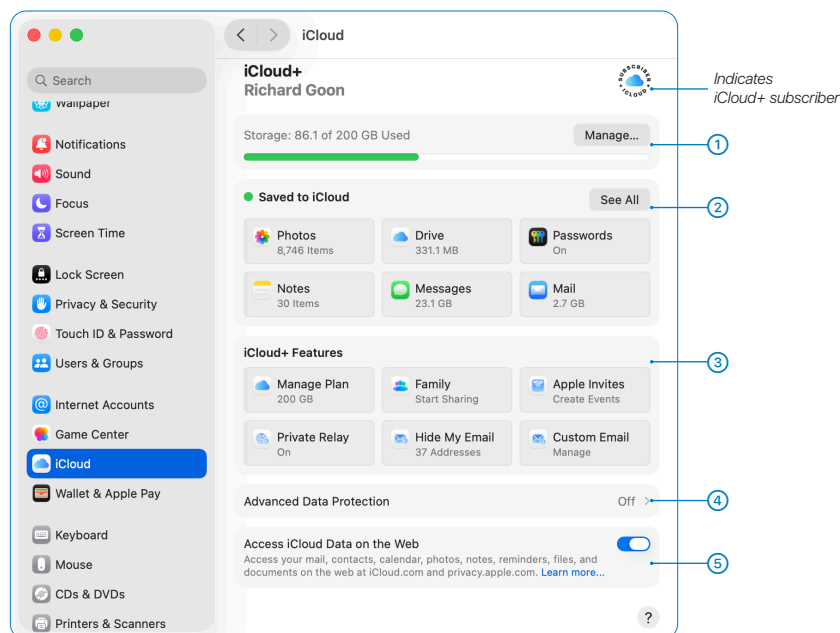 iCloud
Search
Wallpaper
Notifications
Sound
Focus
Screen Time
Lock Screen
Privacy & Security
Touch ID & Password
Users & Groups
Internet Accounts
Game Center
iCloud
Wallet & Apple Pay
Keyboard
Mouse
CDs & DVDs
Printers & Scanners
iCloud+
Richard Goon
SUBSCRIBER
iCLOUD
Indicates
iCloud+ subscriber
Storage: 86.1 of 200 GB Used
Manage...
1
Saved to iCloud
See All
2
Photos
8,746 Items
Drive
331.1 MB
Passwords
On
Notes
30 Items
Messages
23.1 GB
Mail
2.7 GB
iCloud+ Features
3
Manage Plan
200 GB
Family
Start Sharing
Apple Invites
Create Events
Private Relay
On
Hide My Email
37 Addresses
Custom Email
Manage
Advanced Data Protection
Off
4
Access iCloud Data on the Web
Access your mail, contacts, calendar, photos, notes, reminders, files, and
documents on the web at iCloud.com and privacy.apple.com. Learn more...
5
?